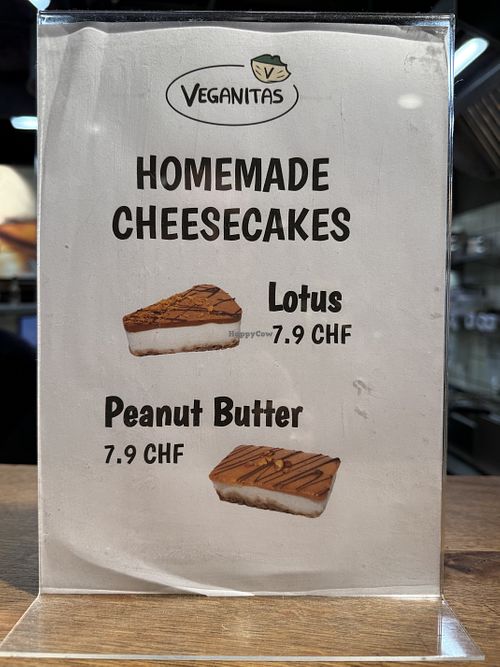 V
VEGANITAS
HOMEMADE
CHEESECAKES
Lotus
7.9 CHF
HappyCow
Peanut Butter
7.9 CHF